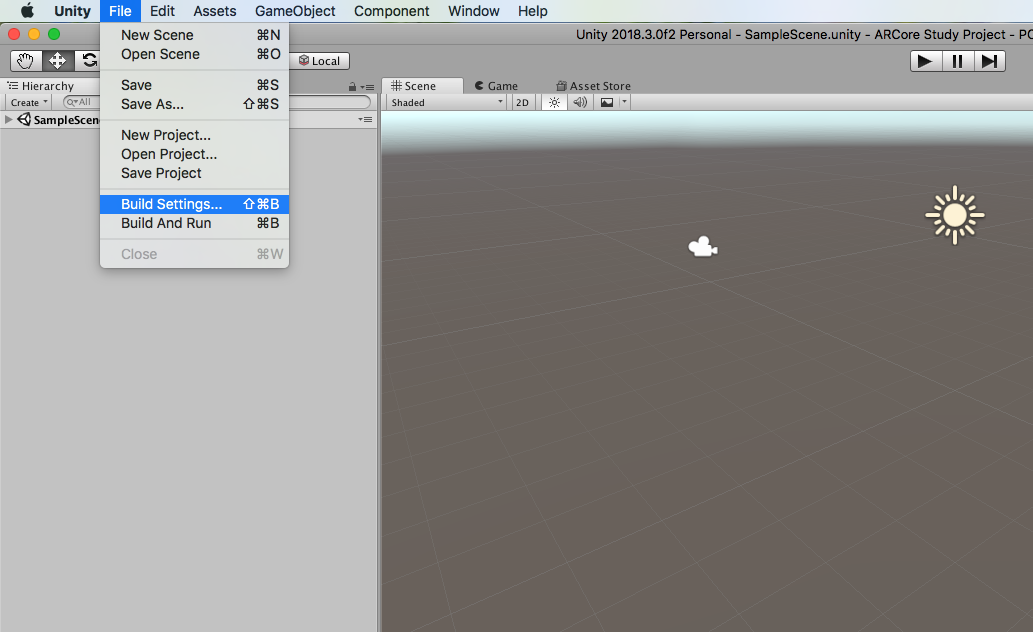 Unity File Edit Assets GameObject Component Window Help
Unity 2018.3.0f2 Personal - SampleScene.unity - ARCore Study Project - PC
New Scene ⌘N
Open Scene ⌘O
Save ⌘S
Save As... ⇧⌘S
New Project...
Open Project...
Save Project
Build Settings... ⇧⌘B
Build And Run ⌘B
Close ⌘W
Local
Hierarchy
Create All
SampleScene
Scene Game Asset Store
Shaded 2D